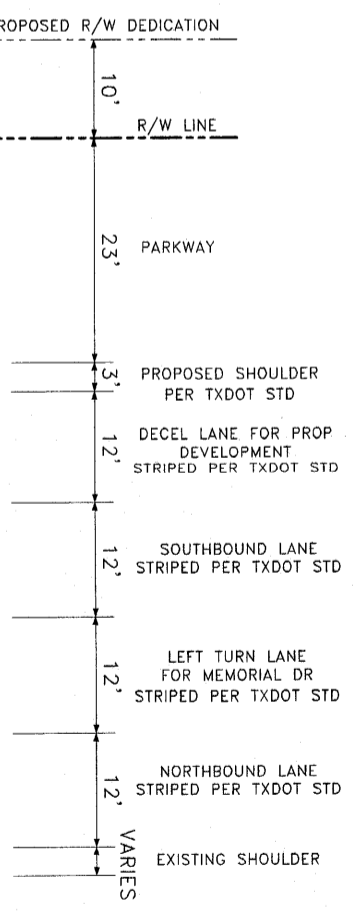 PROPOSED R/W DEDICATION
10'
R/W LINE
23'
PARKWAY
3'
PROPOSED SHOULDER
PER TXDOT STD
12'
DECEL LANE FOR PROP
DEVELOPMENT
STRIPED PER TXDOT STD
12'
SOUTHBOUND LANE
STRIPED PER TXDOT STD
12'
LEFT TURN LANE
FOR MEMORIAL DR
STRIPED PER TXDOT STD
12'
NORTHBOUND LANE
STRIPED PER TXDOT STD
VARIES
EXISTING SHOULDER